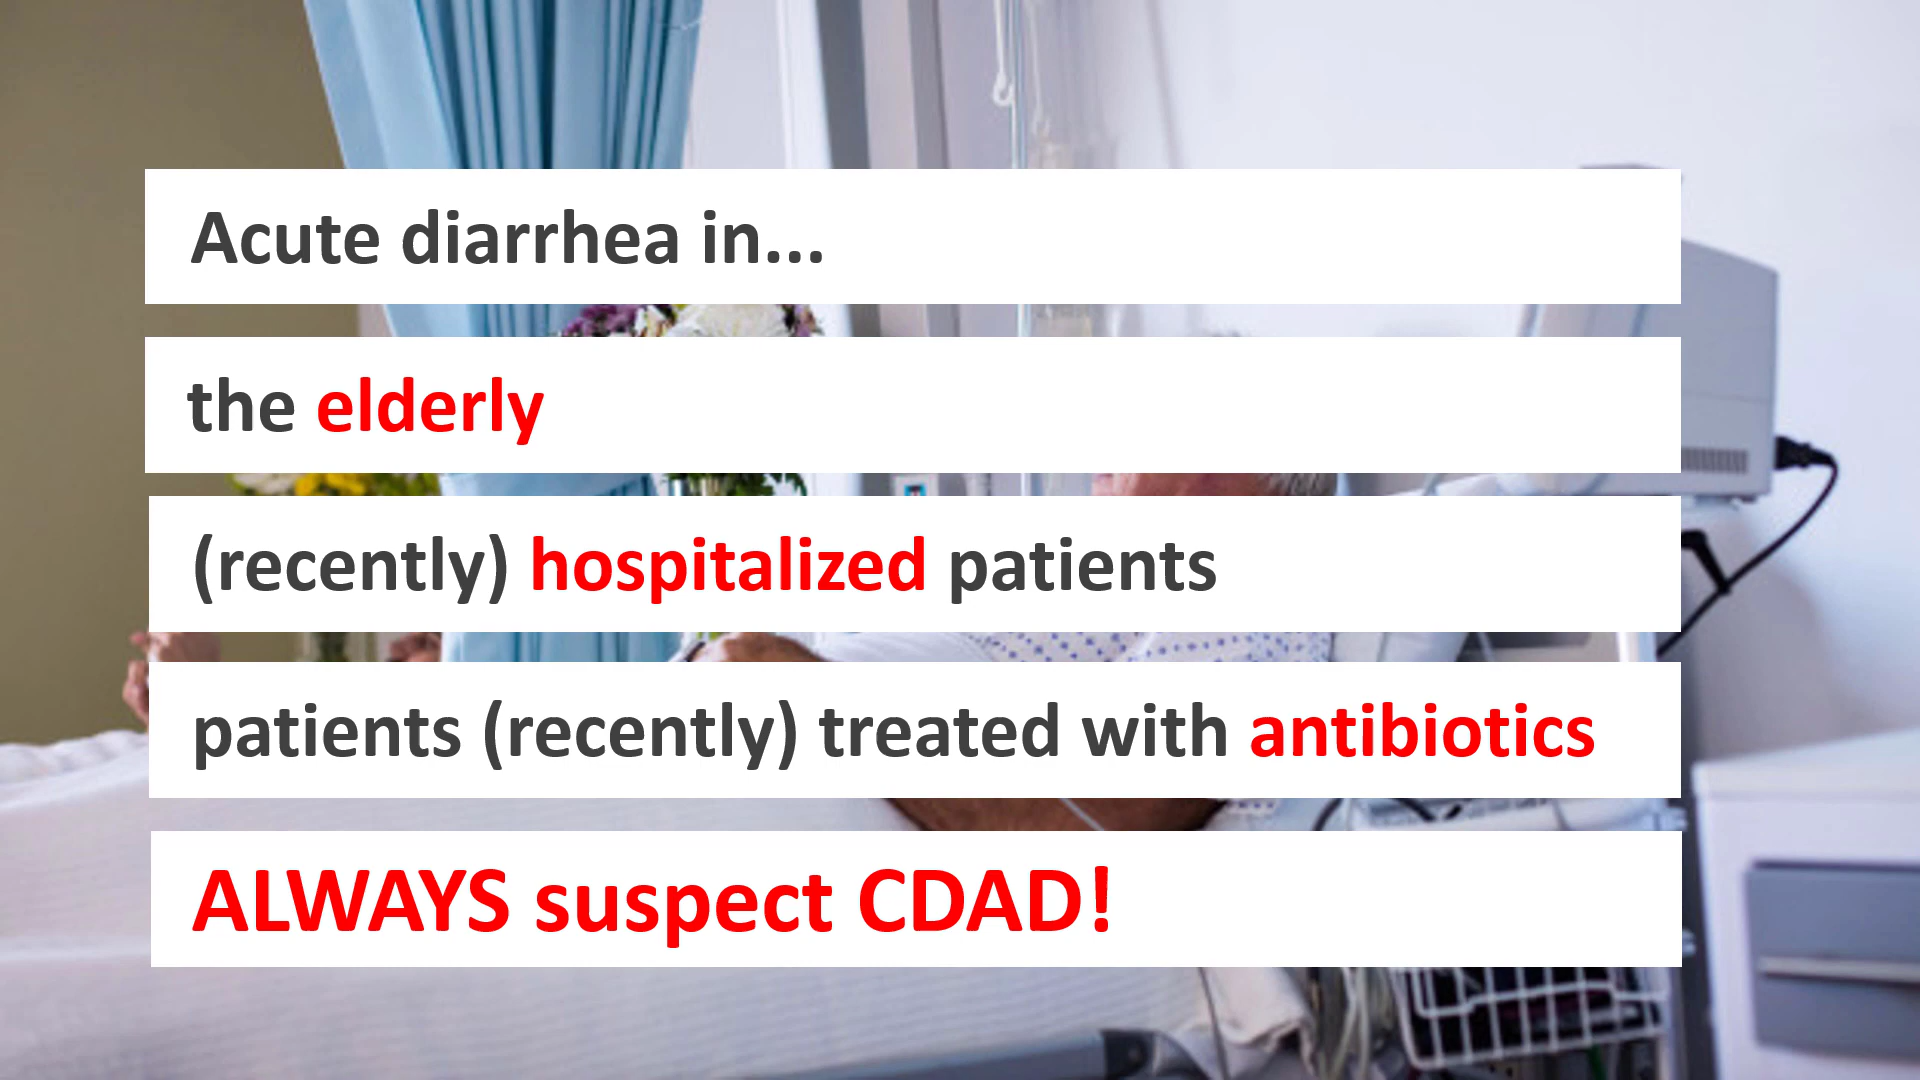 Acute diarrhea in...
the elderly
(recently) hospitalized patients
patients (recently) treated with antibiotics
ALWAYS suspect CDAD!